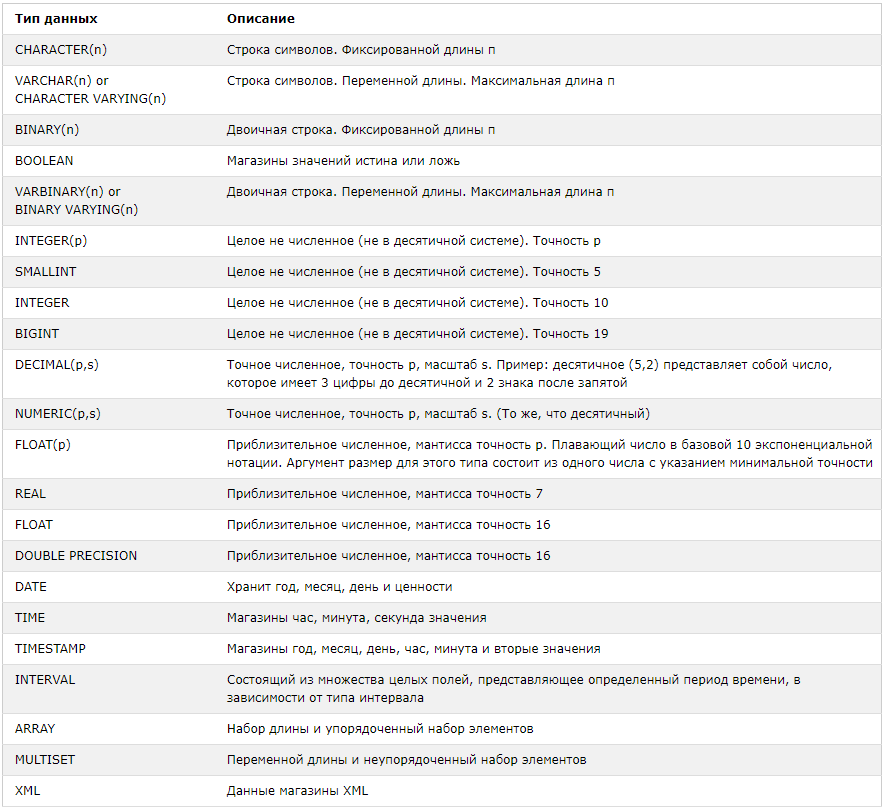 Тип данных Описание
CHARACTER(n) Строка символов. Фиксированной длины п
VARCHAR(n) or Строка символов. Переменной длины. Максимальная длина п
CHARACTER VARYING(n)
BINARY(n) Двоичная строка. Фиксированной длины п
BOOLEAN Магазины значений истина или ложь
VARBINARY(n) or Двоичная строка. Переменной длины. Максимальная длина п
BINARY VARYING(n)
INTEGER(p) Целое не численное (не в десятичной системе). Точность р
SMALLINT Целое не численное (не в десятичной системе). Точность 5
INTEGER Целое не численное (не в десятичной системе). Точность 10
BIGINT Целое не численное (не в десятичной системе). Точность 19
DECIMAL(p,s) Точное численное, точность р, масштаб s. Пример: десятичное (5,2) представляет собой число,
которое имеет 3 цифры до десятичной и 2 знака после запятой
NUMERIC(p,s) Точное численное, точность р, масштаб s. (То же, что десятичный)
FLOAT(p) Приблизительное численное, мантисса точность р. Плавающий число в базовой 10 экспоненциальной
нотации. Аргумент размер для этого типа состоит из одного числа с указанием минимальной точности
REAL Приблизительное численное, мантисса точность 7
FLOAT Приблизительное численное, мантисса точность 16
DOUBLE PRECISION Приблизительное численное, мантисса точность 16
DATE Хранит год, месяц, день и ценности
TIME Магазины час, минута, секунда значения
TIMESTAMP Магазины год, месяц, день, час, минута и вторые значения
INTERVAL Состоящий из множества целых полей, представляющее определенный период времени, в
зависимости от типа интервала
ARRAY Набор длины и упорядоченный набор элементов
MULTISET Переменной длины и неупорядоченный набор элементов
XML Данные магазины XML